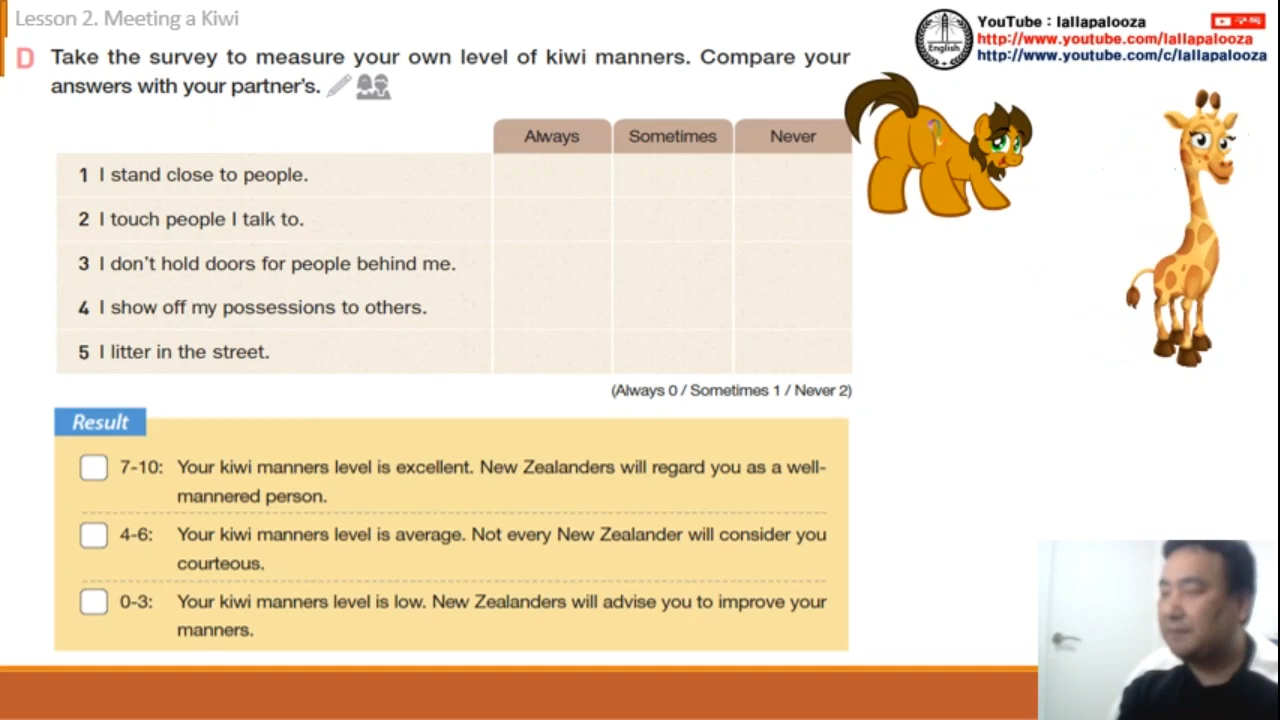 Lesson 2. Meeting a Kiwi
YouTube : lallapalooza
http://www.youtube.com/lallapalooza
http://www.youtube.com/c/lallapalooza
English
D Take the survey to measure your own level of kiwi manners. Compare your
answers with your partner's.
Always Sometimes Never
1 I stand close to people.
2 I touch people I talk to.
3 I don't hold doors for people behind me.
4 I show off my possessions to others.
5 I litter in the street.
(Always 0 / Sometimes 1 / Never 2)
Result
7-10: Your kiwi manners level is excellent. New Zealanders will regard you as a well-
mannered person.
4-6: Your kiwi manners level is average. Not every New Zealander will consider you
courteous.
0-3: Your kiwi manners level is low. New Zealanders will advise you to improve your
manners.